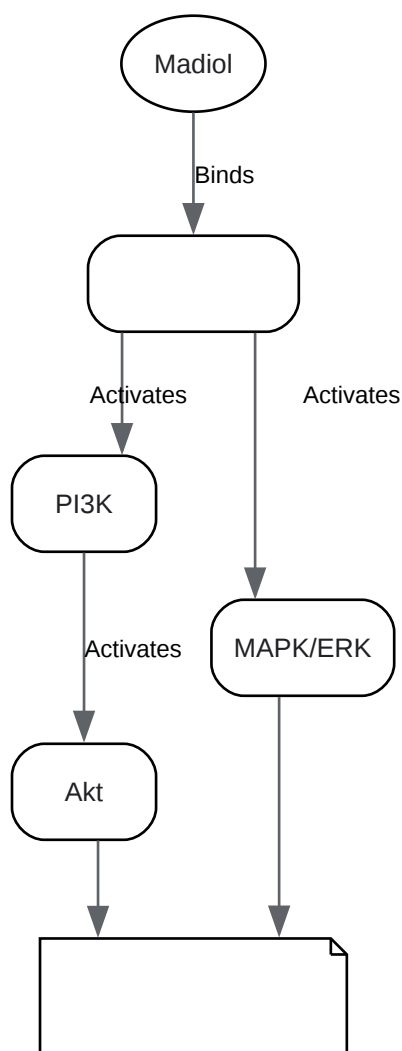 Madiol
Binds
Activates
Activates
PI3K
Activates
MAPK/ERK
Akt